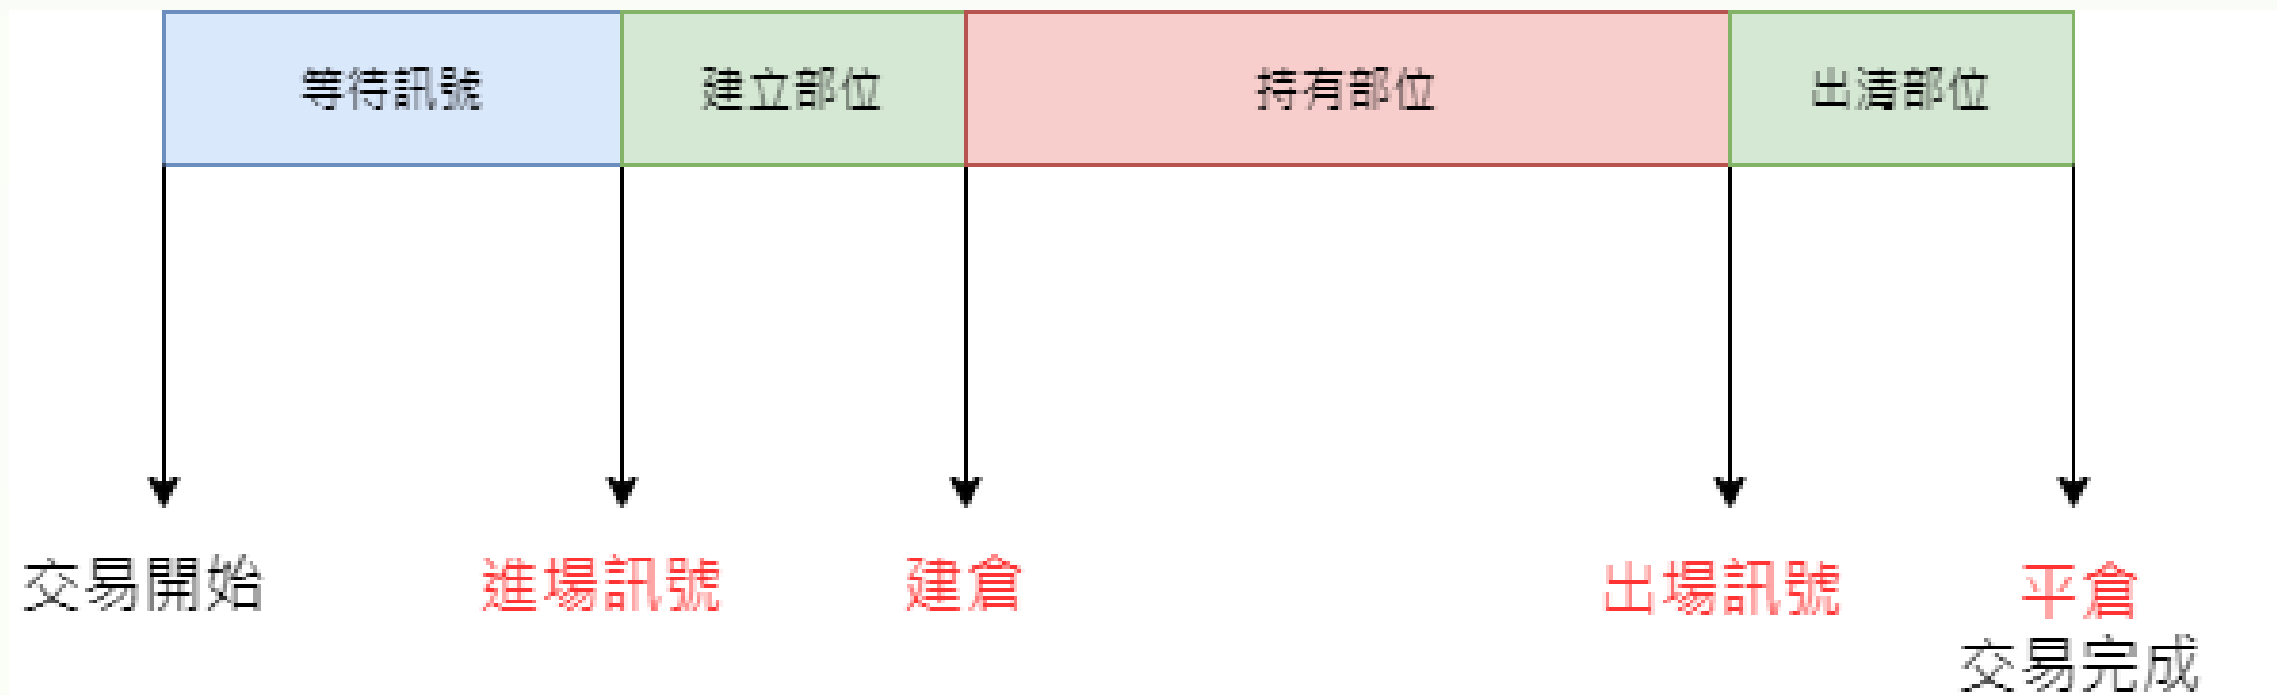 等待訊號
建立部位
持有部位
出清部位
交易開始
進場訊號
建倉
出場訊號
平倉
交易完成